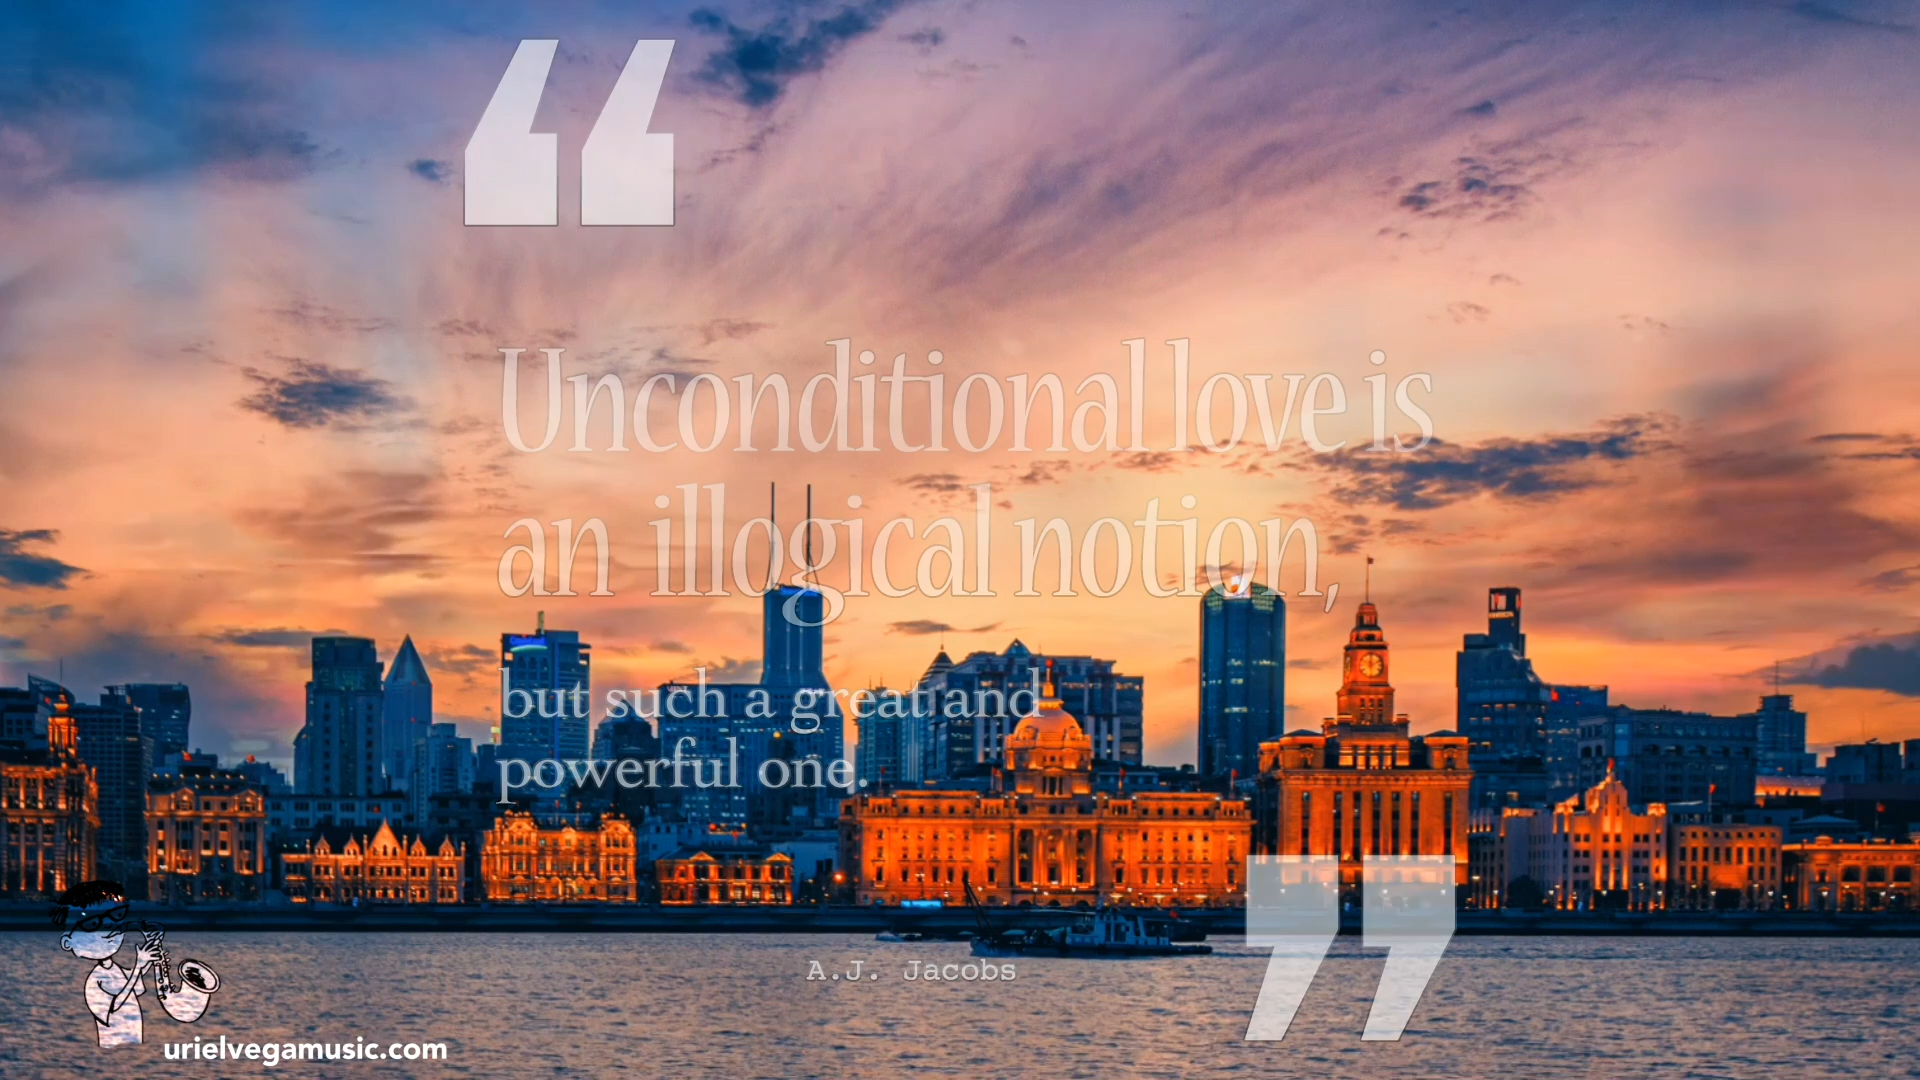 “
Unconditional love is
an illogical notion,
but such a great and
powerful one.
”
A.J. Jacobs
urielvegamusic.com